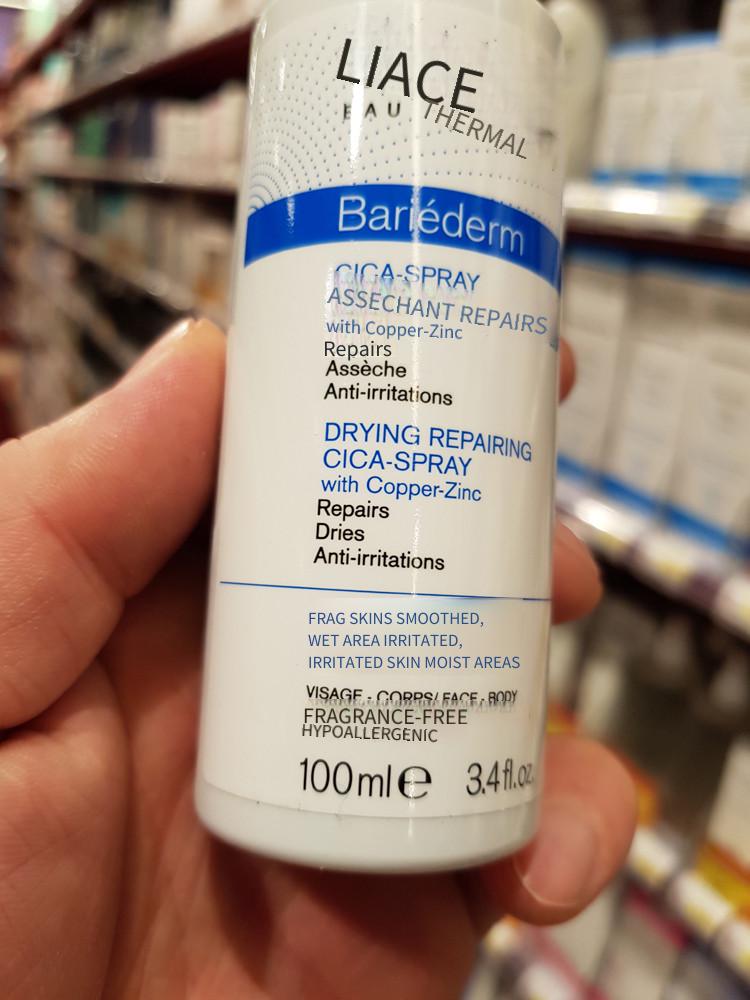 LIACE
EAU THERMAL
Bariéderm
CICA-SPRAY
ASSECHANT REPAIRS
with Copper-Zinc
Repairs
Assèche
Anti-irritations
DRYING REPAIRING
CICA-SPRAY
with Copper-Zinc
Repairs
Dries
Anti-irritations
FRAG SKINS SMOOTHED,
WET AREA IRRITATED,
IRRITATED SKIN MOIST AREAS
VISAGE - CORPS/ FACE - BODY
FRAGRANCE-FREE
HYPOALLERGENIC
100ml e 3.4fl.oz.